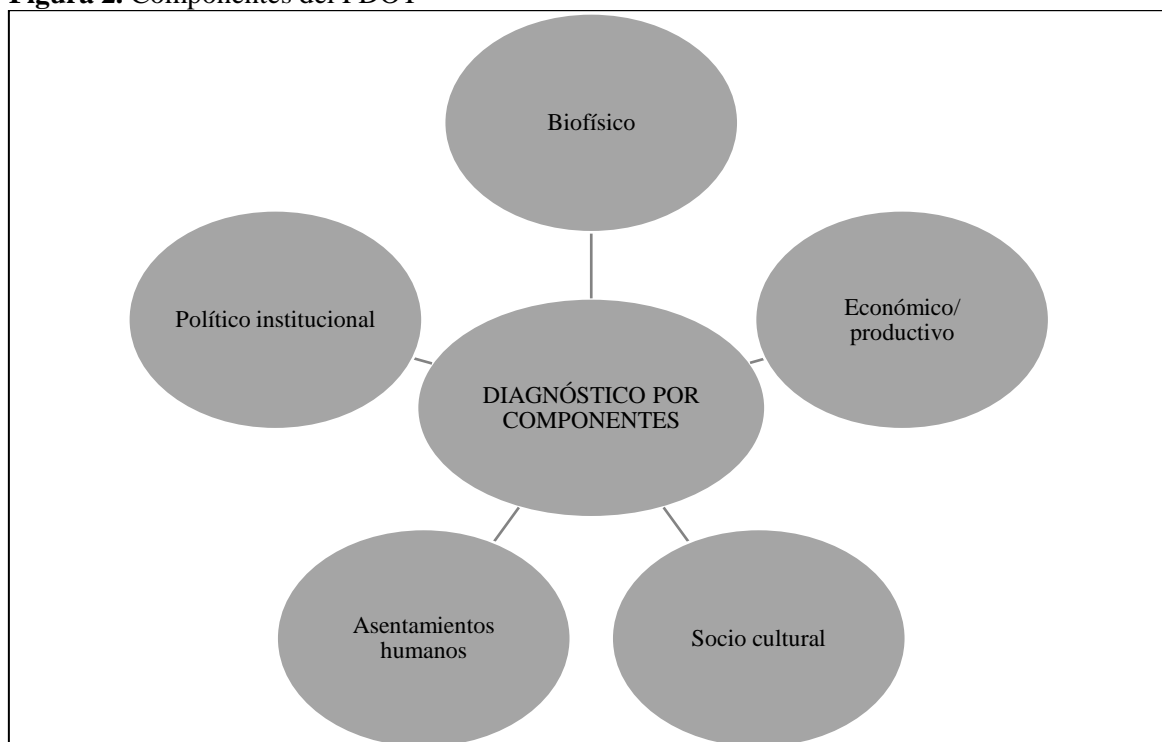 Figura 2. Componentes del PDOT
Biofísico
Político institucional
Económico/
productivo
DIAGNÓSTICO POR
COMPONENTES
Asentamientos
humanos
Socio cultural